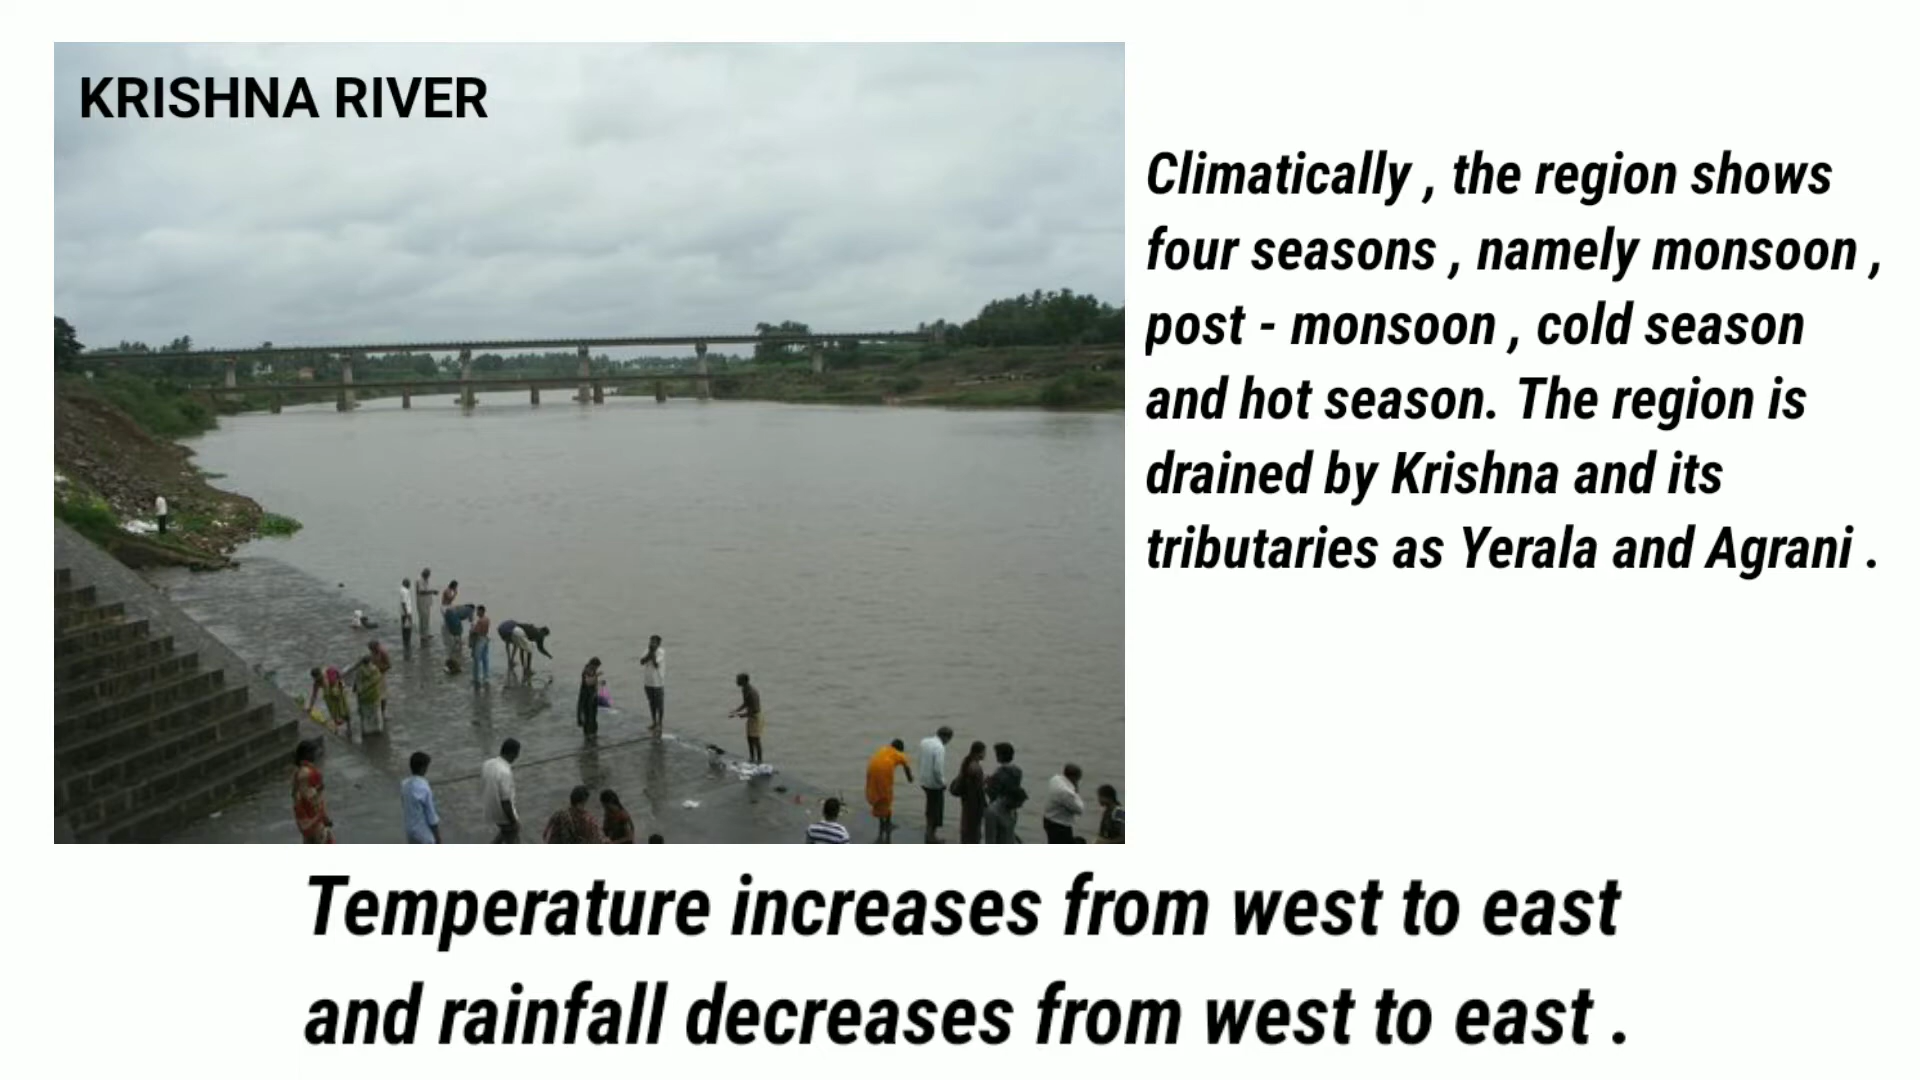 KRISHNA RIVER
Climatically , the region shows
four seasons , namely monsoon ,
post - monsoon , cold season
and hot season. The region is
drained by Krishna and its
tributaries as Yerala and Agrani .
Temperature increases from west to east
and rainfall decreases from west to east .